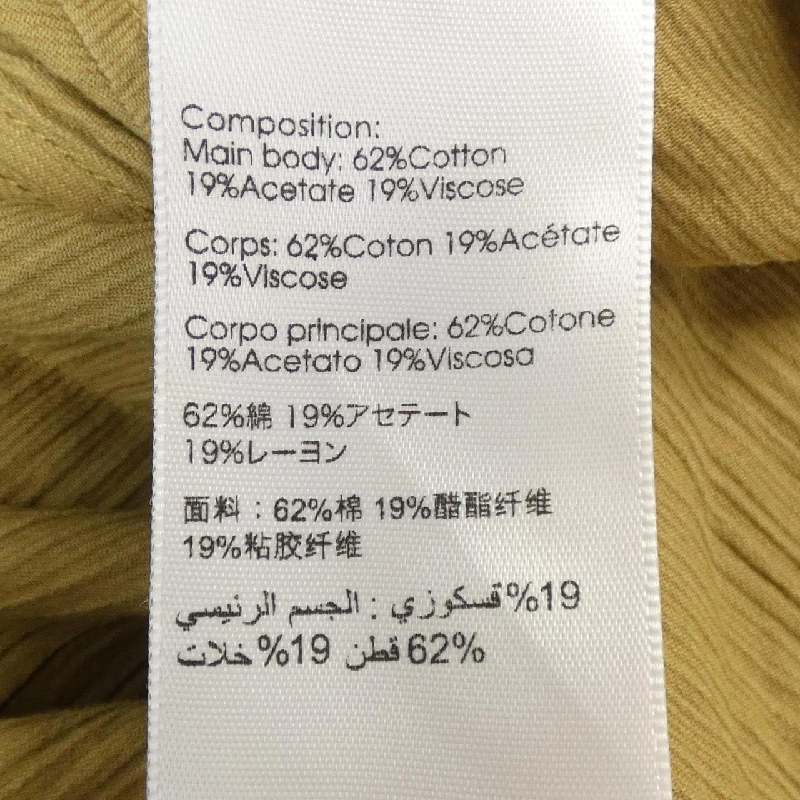 Composition:
Main body: 62%Cotton
19%Acetate 19%Viscose
Corps: 62%Coton 19%Acétate
19%Viscose
Corpo principale: 62%Cotone
19%Acetato 19%Viscosa
62%綿 19%アセテート
19%レーヨン
面料：62%棉 19%醋酯纤维
19%粘胶纤维
الجسم الرئيسي : قسكوزي %19
62% قطن 19% خلات